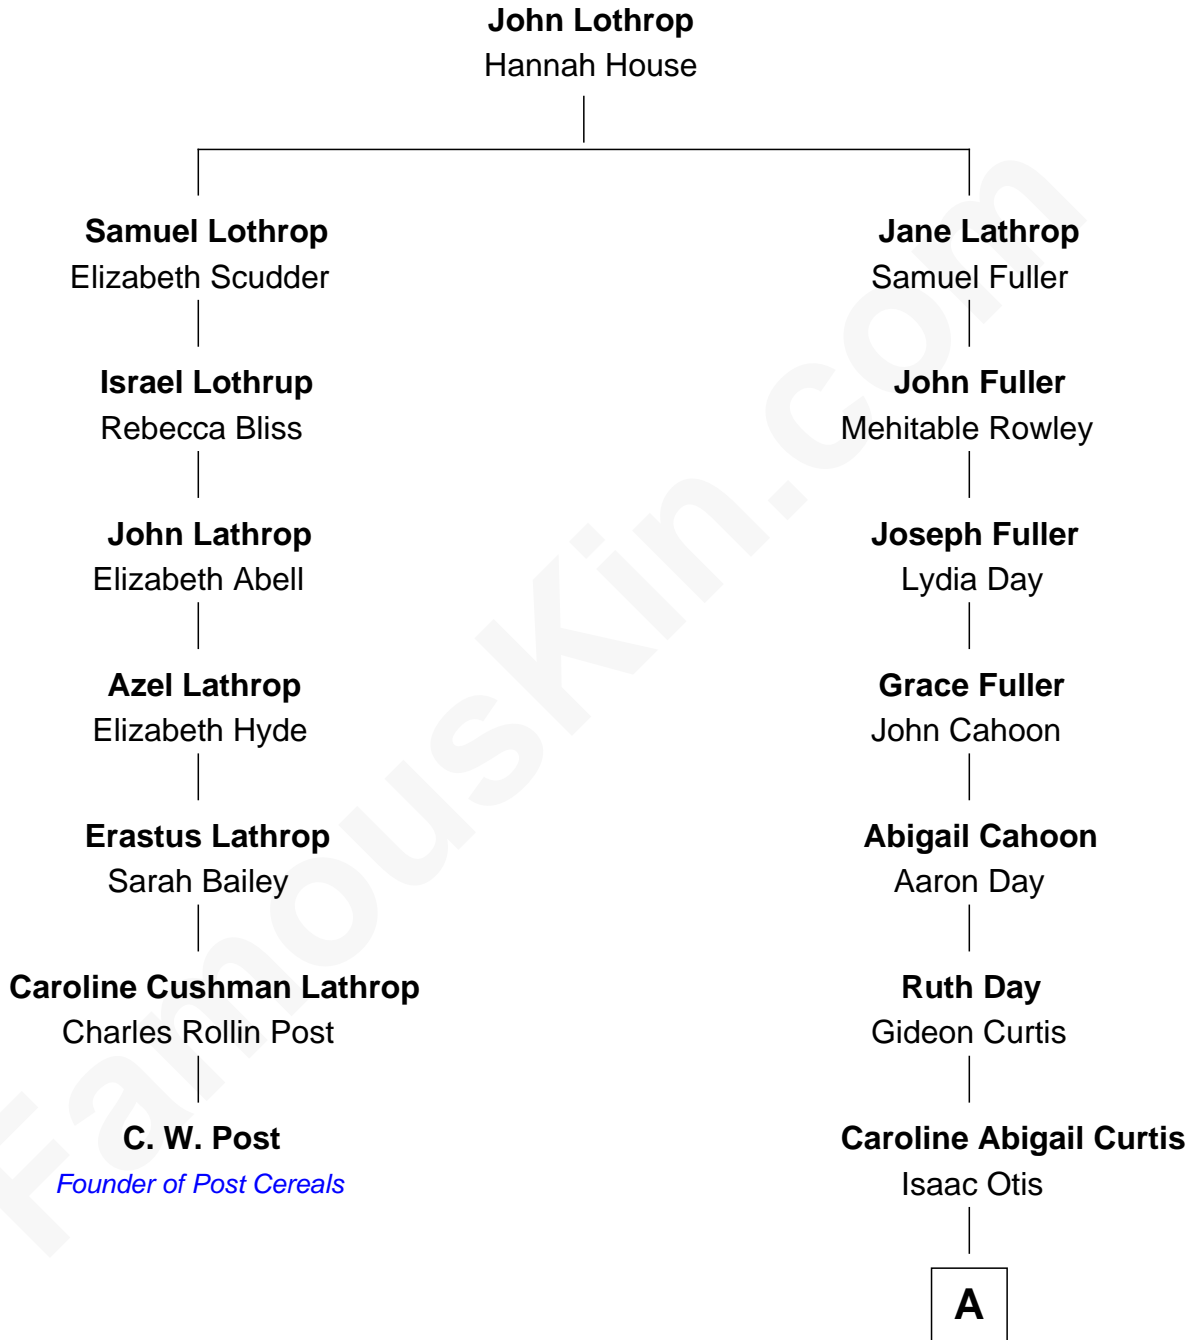 John Lothrop
Hannah House
Samuel Lothrop
Elizabeth Scudder
Jane Lathrop
Samuel Fuller
Israel Lothrup
Rebecca Bliss
John Fuller
Mehitable Rowley
John Lathrop
Elizabeth Abell
Joseph Fuller
Lydia Day
Azel Lathrop
Elizabeth Hyde
Grace Fuller
John Cahoon
Erastus Lathrop
Sarah Bailey
Abigail Cahoon
Aaron Day
Caroline Cushman Lathrop
Charles Rollin Post
Ruth Day
Gideon Curtis
C. W. Post
Founder of Post Cereals
Caroline Abigail Curtis
Isaac Otis
A
FamousKin.com